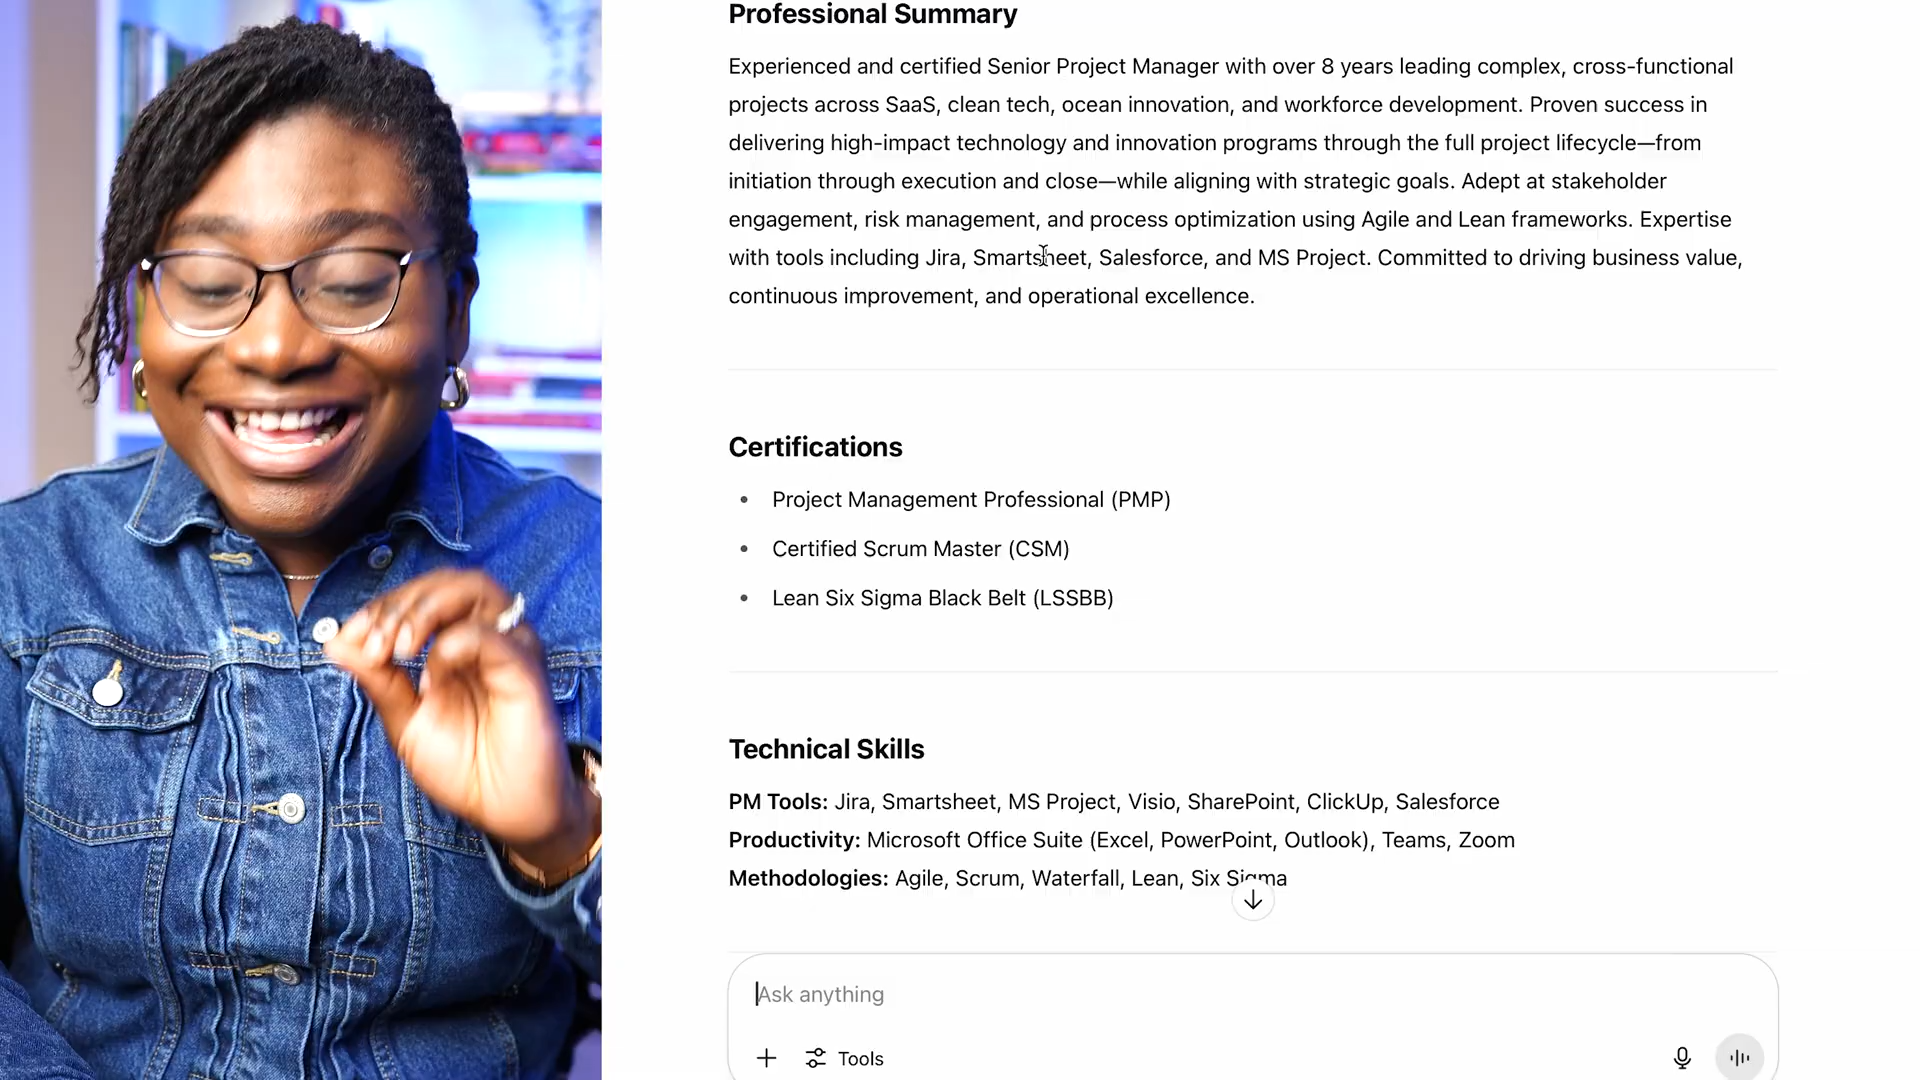 Professional Summary
Experienced and certified Senior Project Manager with over 8 years leading complex, cross-functional
projects across SaaS, clean tech, ocean innovation, and workforce development. Proven success in
delivering high-impact technology and innovation programs through the full project lifecycle—from
initiation through execution and close—while aligning with strategic goals. Adept at stakeholder
engagement, risk management, and process optimization using Agile and Lean frameworks. Expertise
with tools including Jira, Smartsheet, Salesforce, and MS Project. Committed to driving business value,
continuous improvement, and operational excellence.
Certifications
• Project Management Professional (PMP)
• Certified Scrum Master (CSM)
• Lean Six Sigma Black Belt (LSSBB)
Technical Skills
PM Tools: Jira, Smartsheet, MS Project, Visio, SharePoint, ClickUp, Salesforce
Productivity: Microsoft Office Suite (Excel, PowerPoint, Outlook), Teams, Zoom
Methodologies: Agile, Scrum, Waterfall, Lean, Six Sigma
Ask anything
Tools